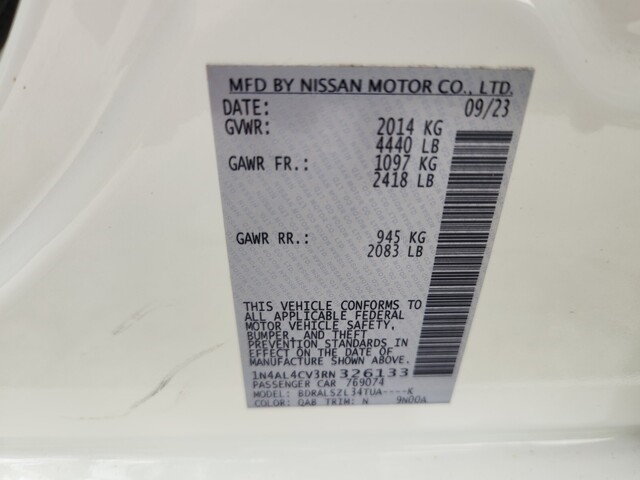 MFD BY NISSAN MOTOR CO., LTD.
DATE: 09/23
GVWR: 2014 KG
4440 LB
GAWR FR.: 1097 KG
2418 LB
GAWR RR.: 945 KG
2083 LB
THIS VEHICLE CONFORMS TO
ALL APPLICABLE FEDERAL
MOTOR VEHICLE SAFETY,
BUMPER, AND THEFT
PREVENTION STANDARDS IN
EFFECT ON THE DATE OF
MANUFACTURE SHOWN ABOVE.
1N4AL4CV3RN326133
PASSENGER CAR 769074
MODEL: BDRALSZL34TUA----K
COLOR: QAB TRIM: N 9N00A